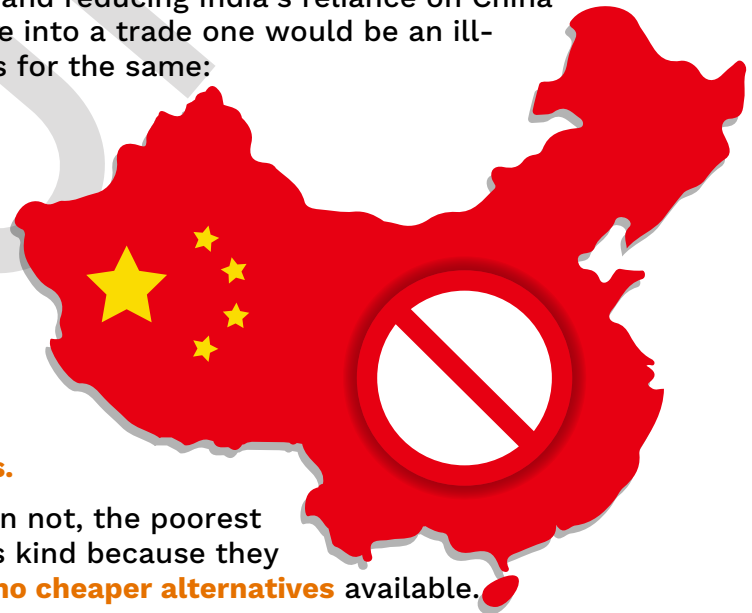 and reducing India's reliance on China
e into a trade one would be an ill-
s for the same:
s.
n not, the poorest
s kind because they
no cheaper alternatives available.